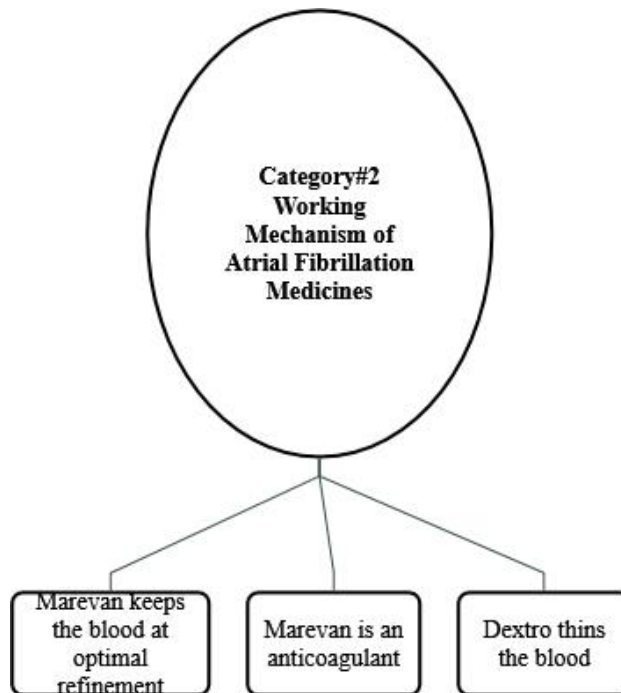 Category#2
Working
Mechanism of
Atrial Fibrillation
Medicines
Marevan keeps
the blood at
optimal
refinement
Marevan is an
anticoagulant
Dextro thins
the blood